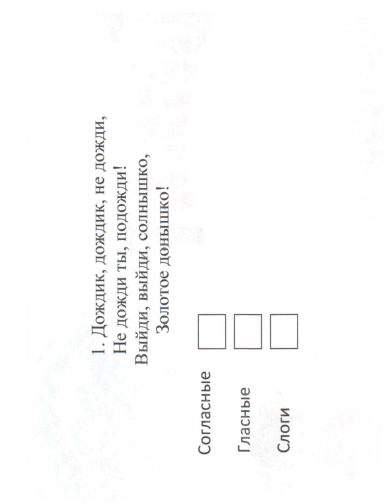 1. Дождик, дождик, не дожди,
Не дожди ты, подожди!
Выйди, выйди, солнышко,
Золотое донышко!
Согласные
Гласные
Слоги